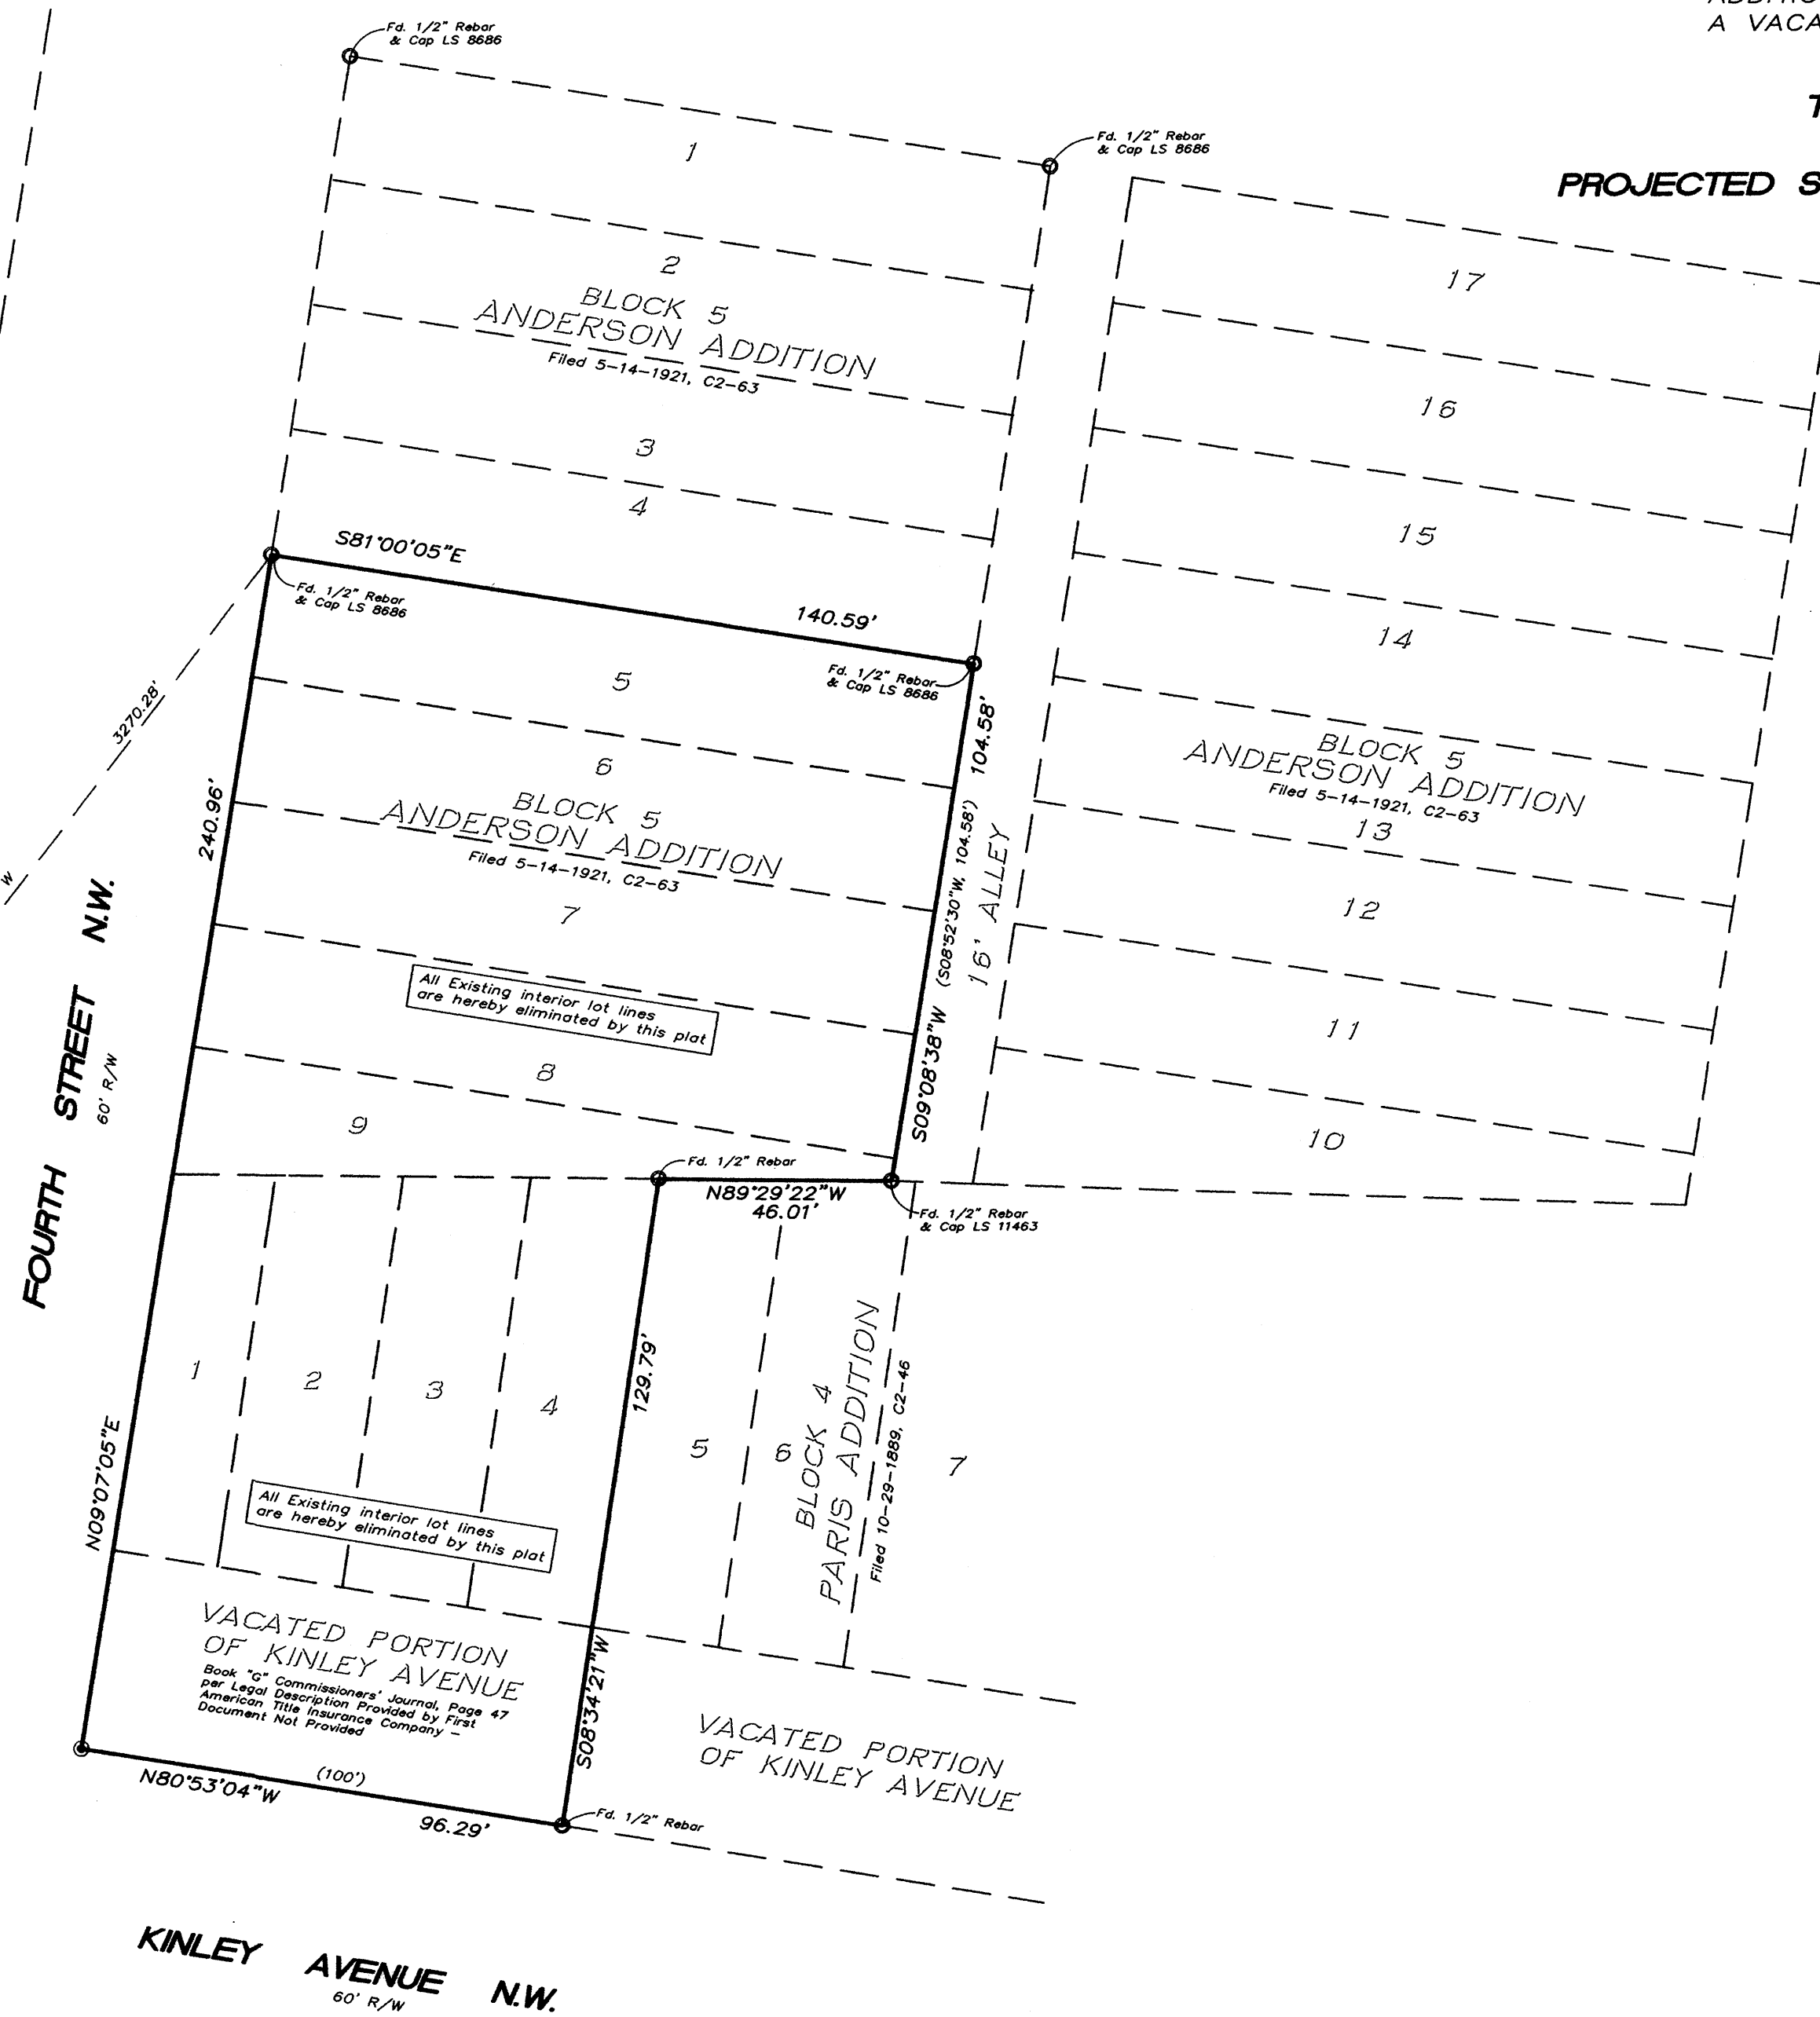 ADDITIO
A VACA
T
PROJECTED S
Fd. 1/2" Rebar
& Cap LS 8686
Fd. 1/2" Rebar
& Cap LS 8686
1
2
BLOCK 5
ANDERSON ADDITION
Filed 5-14-1921, C2-63
3
4
17
16
15
14
BLOCK 5
ANDERSON ADDITION
Filed 5-14-1921, C2-63
13
12
11
10
S81°00'05"E
140.59'
Fd. 1/2" Rebar
& Cap LS 8686
Fd. 1/2" Rebar
& Cap LS 8686
3270.28'
W
240.96'
N09°07'05"E
FOURTH STREET N.W.
60' R/W
5
6
BLOCK 5
ANDERSON ADDITION
Filed 5-14-1921, C2-63
7
All Existing interior lot lines
are hereby eliminated by this plat
8
9
S09°08'38"W (S08°52'30"W, 104.58') 104.58'
16' ALLEY
Fd. 1/2" Rebar
N89°29'22"W
46.01'
Fd. 1/2" Rebar
& Cap LS 11463
1
2
3
4
129.79'
S08°34'21"W
5
6
BLOCK 4
PARIS ADDITION
Filed 10-29-1889, C2-46
7
All Existing interior lot lines
are hereby eliminated by this plat
VACATED PORTION
OF KINLEY AVENUE
Book "G" Commissioners' Journal, Page 47
per Legal Description Provided by First
American Title Insurance Company -
Document Not Provided
VACATED PORTION
OF KINLEY AVENUE
(100')
N80°53'04"W
96.29'
Fd. 1/2" Rebar
KINLEY AVENUE N.W.
60' R/W